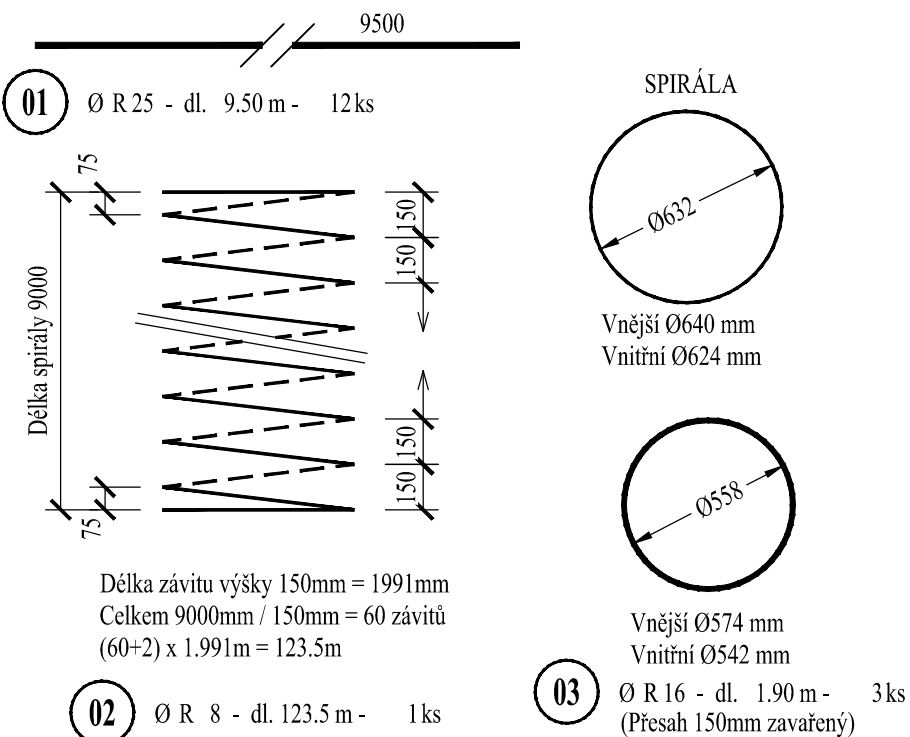 9500
01 Ø R 25 - dl. 9.50 m - 12 ks
75
Délka spirály 9000
150
150
150
150
75
Délka závitu výšky 150mm = 1991mm
Celkem 9000mm / 150mm = 60 závitů
(60+2) x 1.991m = 123.5m
02 Ø R 8 - dl. 123.5 m - 1 ks
SPIRÁLA
Ø632
Vnější Ø640 mm
Vnitřní Ø624 mm
Ø558
Vnější Ø574 mm
Vnitřní Ø542 mm
03 Ø R 16 - dl. 1.90 m - 3 ks
(Přesah 150mm zavařený)